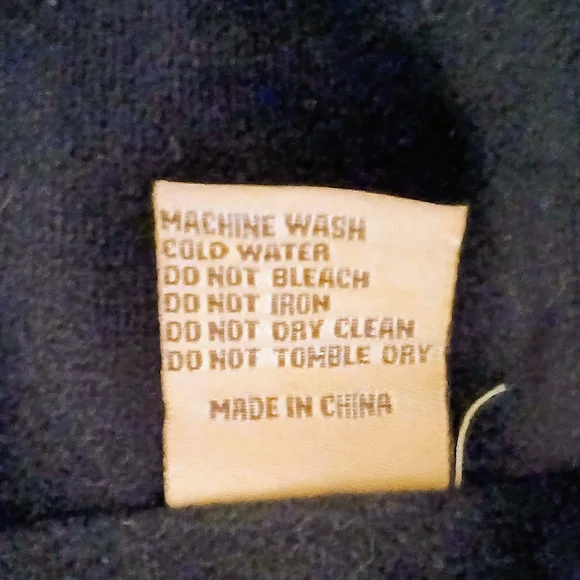 MACHINE WASH
COLD WATER
DO NOT BLEACH
DO NOT IRON
DO NOT DRY CLEAN
DO NOT TOMBLE DRY
MADE IN CHINA